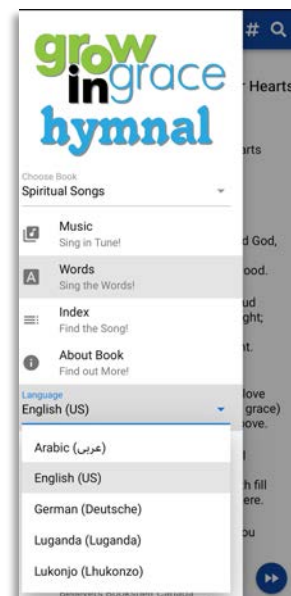 grow
in grace
hymnal
#
Hearts
Choose Book
Spiritual Songs
arts
Music
Sing in Tune!
d God,
Words
Sing the Words!
ood.
ud
ght;
Index
Find the Song!
nt.
About Book
Find out More!
Language
English (US)
love
grace)
ove.
Arabic (عربى)
English (US)
h fill
ere.
German (Deutsche)
ou
Luganda (Luganda)
Lukonjo (Lhukonzo)